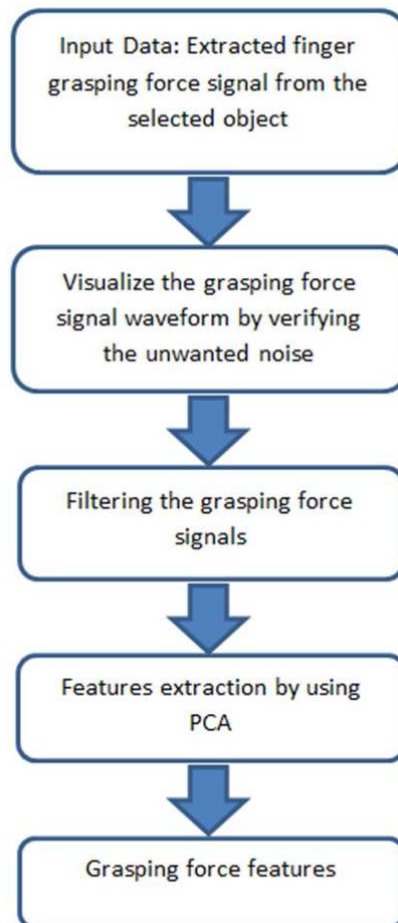 Input Data: Extracted finger
grasping force signal from the
selected object
Visualize the grasping force
signal waveform by verifying
the unwanted noise
Filtering the grasping force
signals
Features extraction by using
PCA
Grasping force features